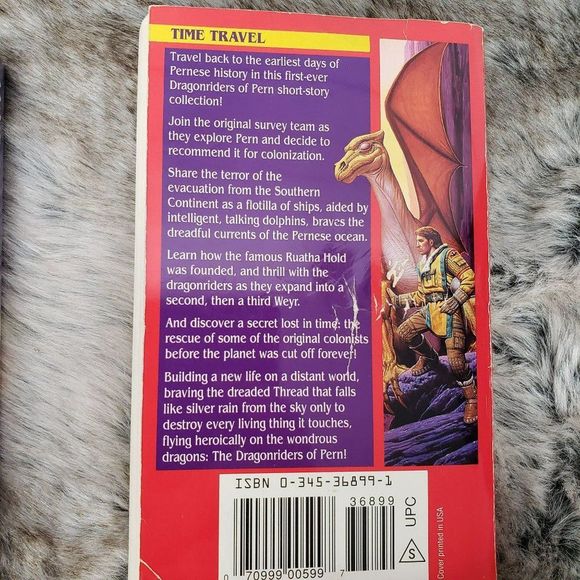 TIME TRAVEL
Travel back to the earliest days of
Pernese history in this first-ever
Dragonriders of Pern short-story
collection!
Join the original survey team as
they explore Pern and decide to
recommend it for colonization.
Share the terror of the
evacuation from the Southern
Continent as a flotilla of ships, aided by
intelligent, talking dolphins, braves the
dreadful currents of the Pernese ocean.
Learn how the famous Ruatha Hold
was founded, and thrill with the
dragonriders as they expand into a
second, then a third Weyr.
And discover a secret lost in time: the
rescue of some of the original colonists
before the planet was cut off forever!
Building a new life on a distant world,
braving the dreaded Thread that falls
like silver rain from the sky only to
destroy every living thing it touches,
flying heroically on the wondrous
dragons: The Dragonriders of Pern!
ISBN 0-345-36899-1
36899
0 70999 00599 7
S UPC
Cover printed in USA